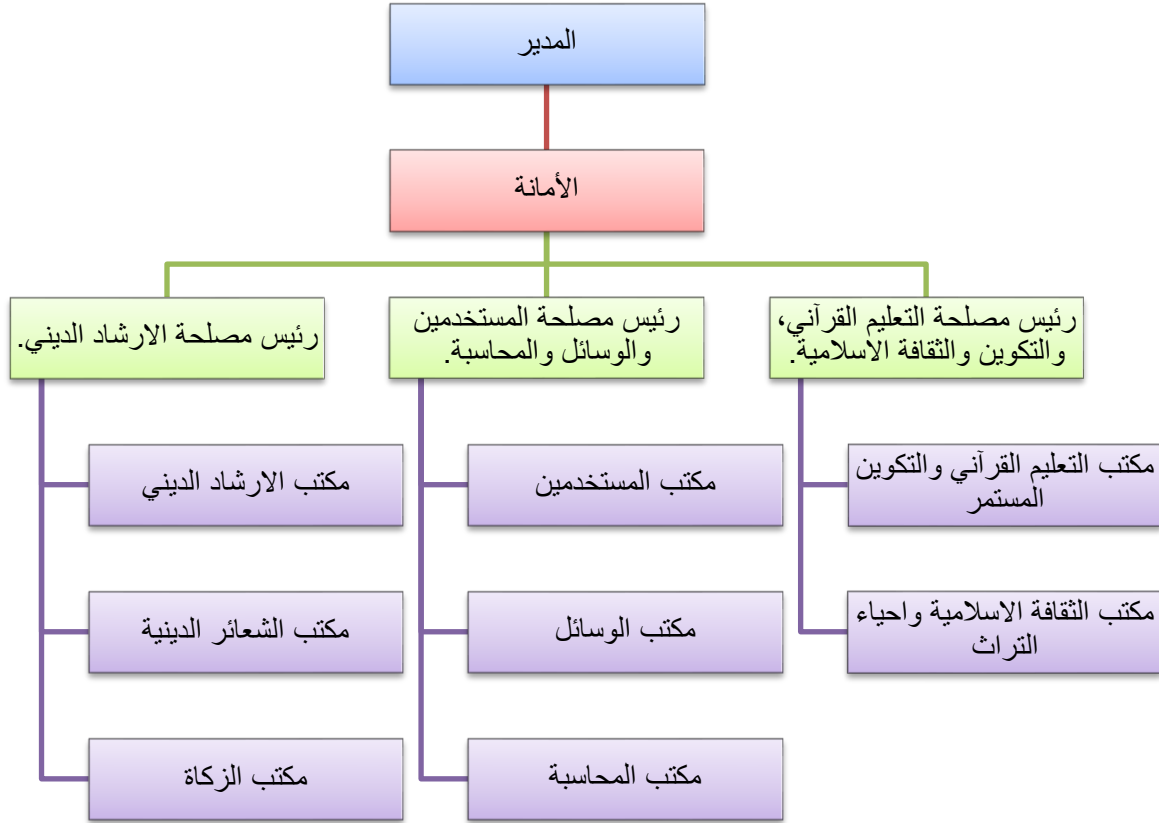 المدير
الأمانة
رئيس مصلحة التعليم القرآني،
والتكوين والثقافة الاسلامية.
رئيس مصلحة المستخدمين
والوسائل والمحاسبة.
رئيس مصلحة الارشاد الديني.
مكتب التعليم القرآني والتكوين
المستمر
مكتب المستخدمين
مكتب الارشاد الديني
مكتب الثقافة الاسلامية واحياء
التراث
مكتب الوسائل
مكتب الشعائر الدينية
مكتب المحاسبة
مكتب الزكاة